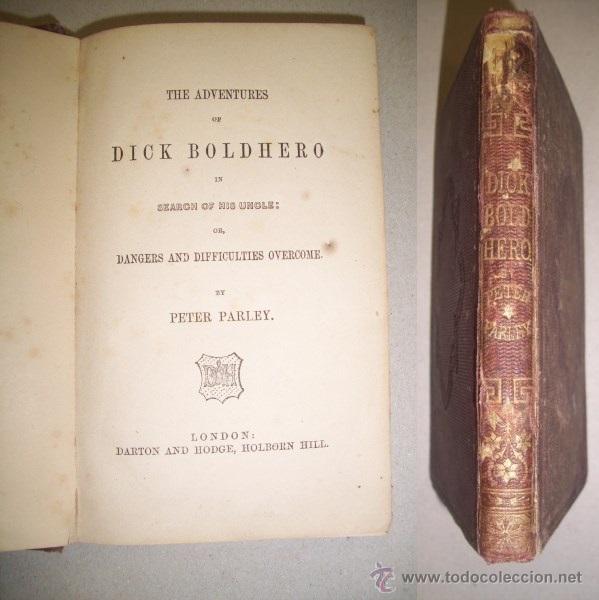 THE ADVENTURES
OF
DICK BOLDHERO
IN
SEARCH OF HIS UNCLE:
OR,
DANGERS AND DIFFICULTIES OVERCOME.
BY
PETER PARLEY.
D&H
LONDON:
DARTON AND HODGE, HOLBORN HILL.
DICK
BOLD
HERO.
PETER
PARLEY.
todocoleccion
www.todocoleccion.net